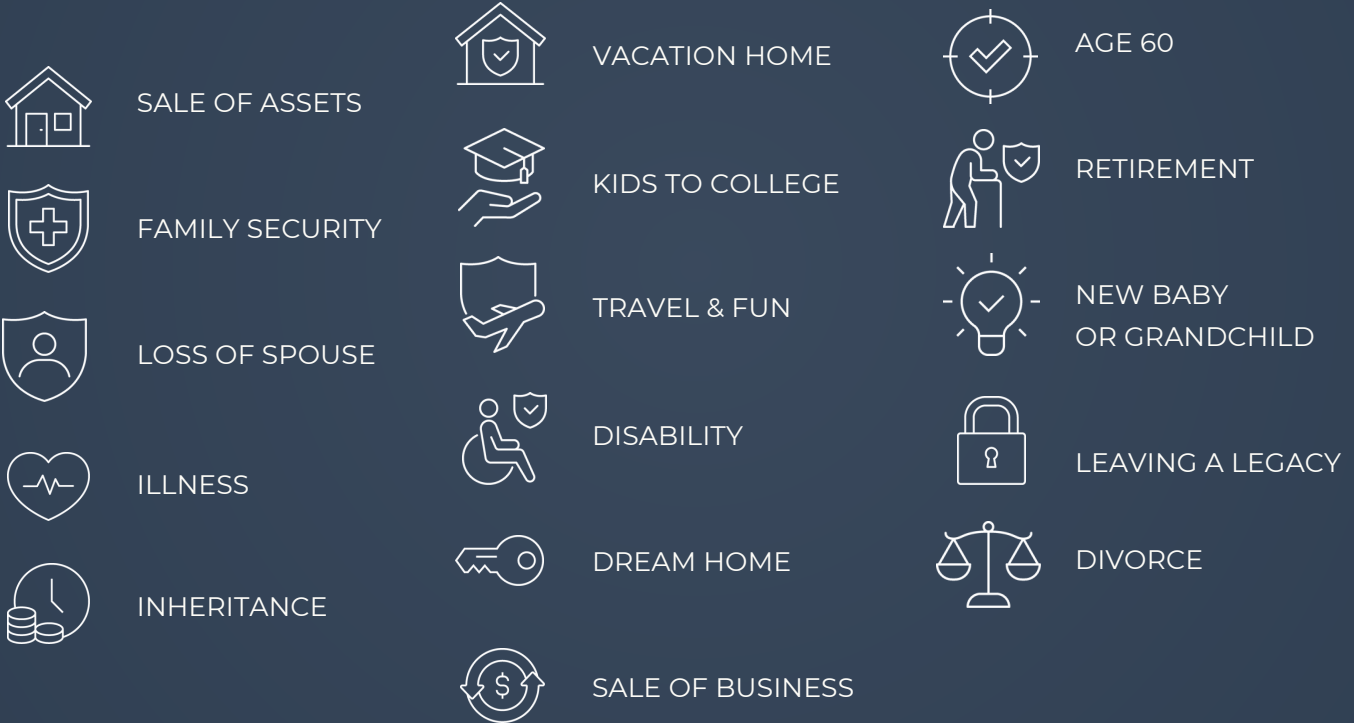 SALE OF ASSETS
FAMILY SECURITY
LOSS OF SPOUSE
ILLNESS
INHERITANCE
VACATION HOME
KIDS TO COLLEGE
TRAVEL & FUN
DISABILITY
DREAM HOME
SALE OF BUSINESS
AGE 60
RETIREMENT
NEW BABY
OR GRANDCHILD
LEAVING A LEGACY
DIVORCE